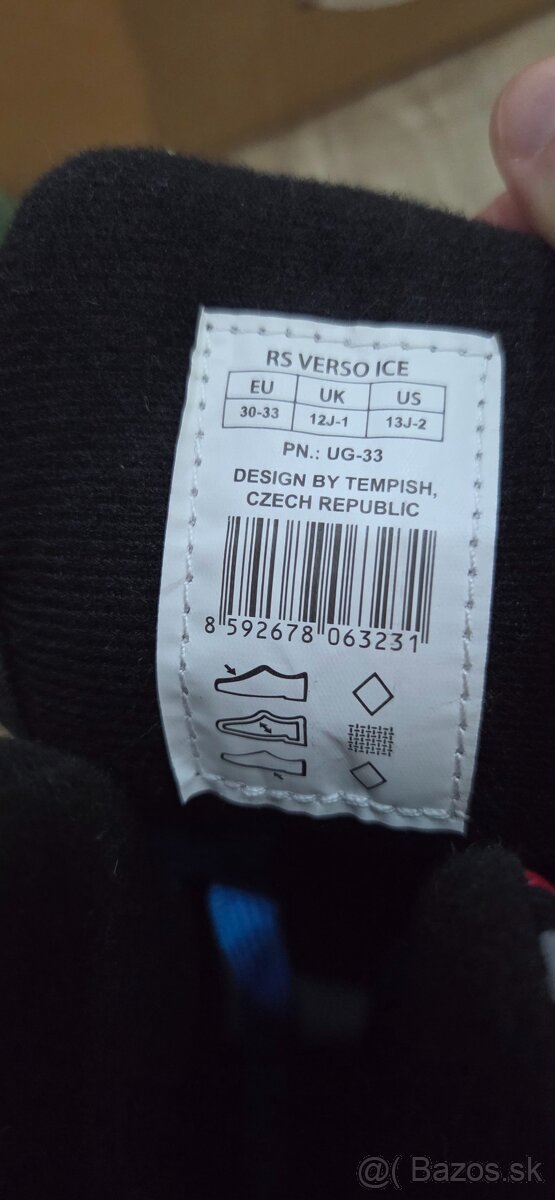 RS VERSO ICE
EU UK US
30-33 12J-1 13J-2
PN.: UG-33
DESIGN BY TEMPISH,
CZECH REPUBLIC
8 592678 063231
@( Bazos.sk